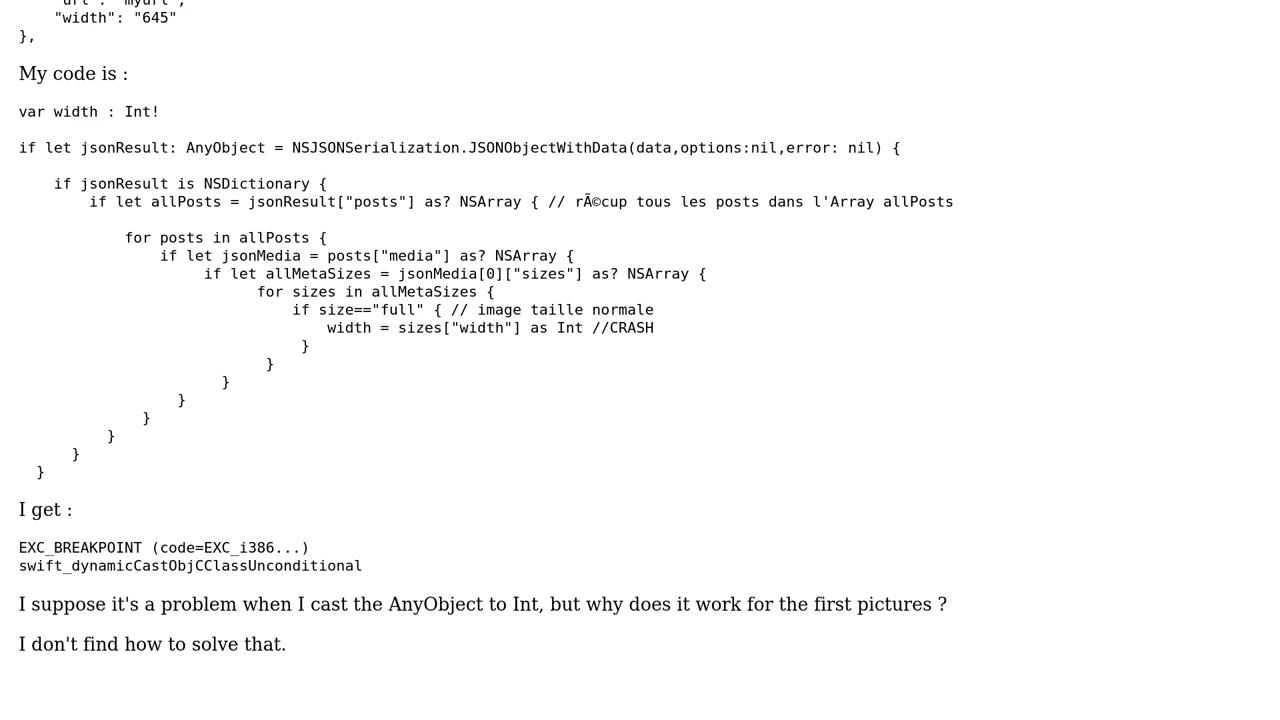 "url": "myurl",
"width": "645"
},
My code is :
var width : Int!
if let jsonResult: AnyObject = NSJSONSerialization.JSONObjectWithData(data,options:nil,error: nil) {
if jsonResult is NSDictionary {
if let allPosts = jsonResult["posts"] as? NSArray { // rÃ©cup tous les posts dans l'Array allPosts
for posts in allPosts {
if let jsonMedia = posts["media"] as? NSArray {
if let allMetaSizes = jsonMedia[0]["sizes"] as? NSArray {
for sizes in allMetaSizes {
if size=="full" { // image taille normale
width = sizes["width"] as Int //CRASH
}
}
}
}
}
}
}
}
I get :
EXC_BREAKPOINT (code=EXC_i386...)
swift_dynamicCastObjCClassUnconditional
I suppose it's a problem when I cast the AnyObject to Int, but why does it work for the first pictures ?
I don't find how to solve that.